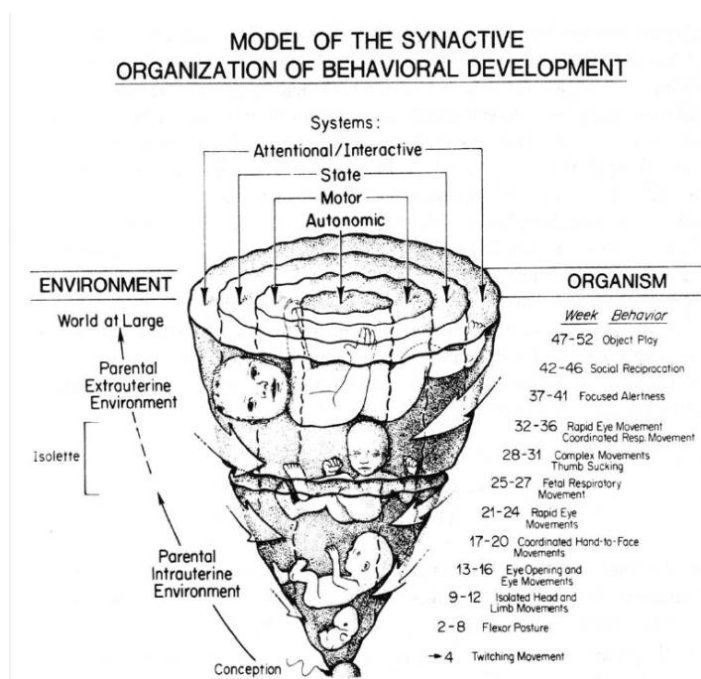 MODEL OF THE SYNACTIVE
ORGANIZATION OF BEHAVIORAL DEVELOPMENT
Systems:
Attentional/Interactive
State
Motor
Autonomic
ENVIRONMENT
World at Large
Parental
Extrauterine
Environment
Isolette
Parental
Intrauterine
Environment
Conception
ORGANISM
Week Behavior
47-52 Object Play
42-46 Social Reciprocation
37-41 Focused Alertness
32-36 Rapid Eye Movement
Coordinated Resp. Movement
28-31 Complex Movements
Thumb Sucking
25-27 Fetal Respiratory
Movement
21-24 Rapid Eye
Movements
17-20 Coordinated Hand-to-Face
Movements
13-16 Eye Opening and
Eye Movements
9-12 Isolated Head and
Limb Movements
2-8 Flexor Posture
→4 Twitching Movement